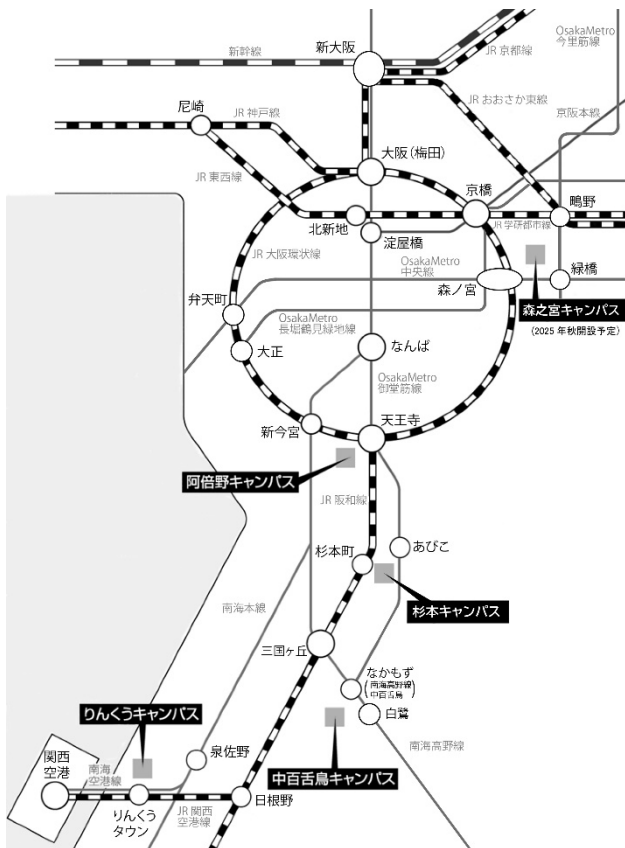 新大阪
OsakaMetro
今里筋線
新幹線
JR 京都線
JR おおさか東線
尼崎
JR 神戸線
京阪本線
大阪(梅田)
JR 東西線
京橋
鴫野
北新地
淀屋橋
JR 学研都市線
JR 大阪環状線
OsakaMetro
中央線
森ノ宮
緑橋
弁天町
森之宮キャンパス
(2025 年秋開設予定)
OsakaMetro
長堀鶴見緑地線
大正
なんば
OsakaMetro
御堂筋線
新今宮
天王寺
阿倍野キャンパス
JR 阪和線
杉本町
あびこ
杉本キャンパス
南海本線
三国ヶ丘
なかもず
(南海高野線
中百舌鳥)
白鷺
りんくうキャンパス
南海高野線
関西
空港
南海
空港線
泉佐野
中百舌鳥キャンパス
日根野
りんくう
タウン
JR 関西
空港線